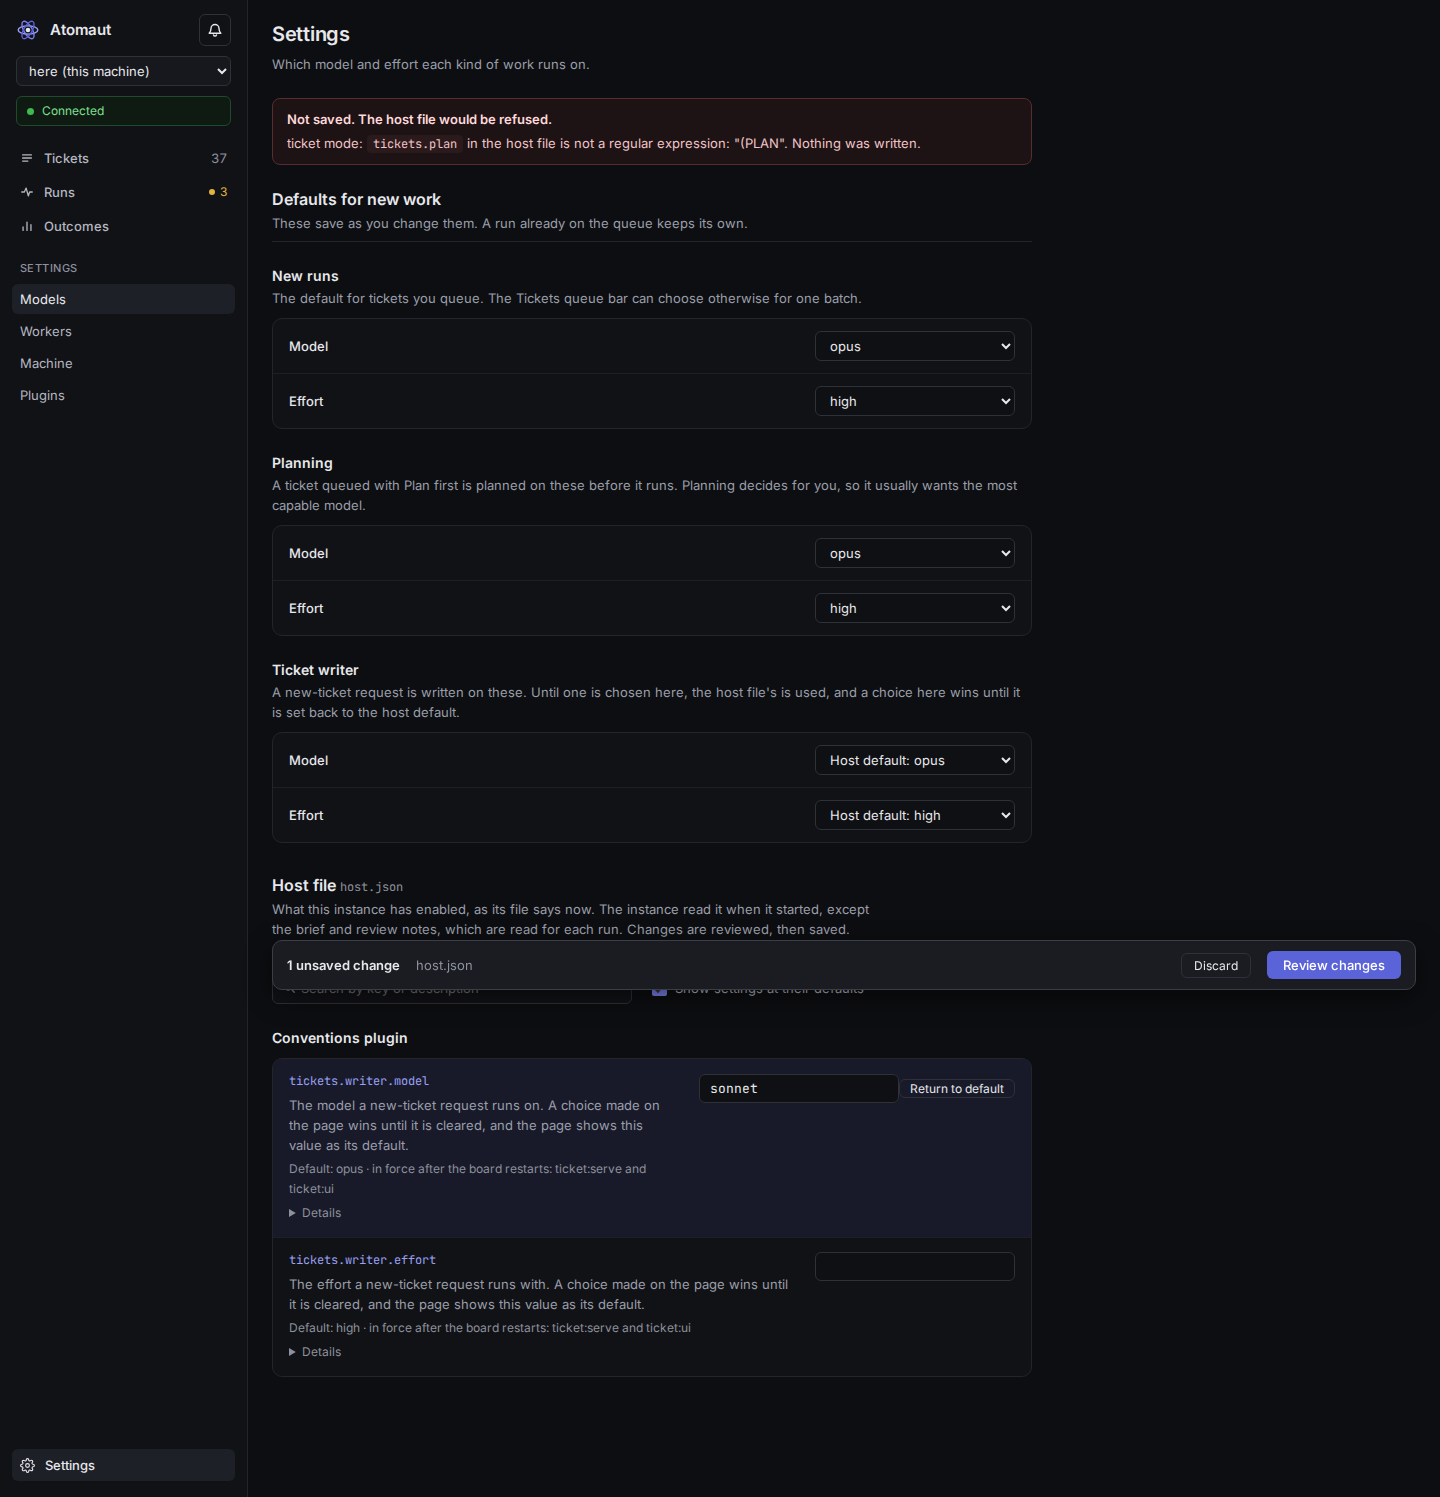 Atomaut
here (this machine)
Connected
Tickets 37
Runs 3
Outcomes
SETTINGS
Models
Workers
Machine
Plugins
Settings
Settings
Which model and effort each kind of work runs on.
Not saved. The host file would be refused.
ticket mode: tickets.plan in the host file is not a regular expression: "(PLAN". Nothing was written.
Defaults for new work
These save as you change them. A run already on the queue keeps its own.
New runs
The default for tickets you queue. The Tickets queue bar can choose otherwise for one batch.
Model opus
Effort high
Planning
A ticket queued with Plan first is planned on these before it runs. Planning decides for you, so it usually wants the most
capable model.
Model opus
Effort high
Ticket writer
A new-ticket request is written on these. Until one is chosen here, the host file's is used, and a choice here wins until it
is set back to the host default.
Model Host default: opus
Effort Host default: high
Host file host.json
What this instance has enabled, as its file says now. The instance read it when it started, except
the brief and review notes, which are read for each run. Changes are reviewed, then saved.
1 unsaved change host.json Discard Review changes
Search by key or description Show settings at their defaults
Conventions plugin
tickets.writer.model sonnet Return to default
The model a new-ticket request runs on. A choice made on
the page wins until it is cleared, and the page shows this
value as its default.
Default: opus · in force after the board restarts: ticket:serve and
ticket:ui
Details
tickets.writer.effort
The effort a new-ticket request runs with. A choice made on the page wins until
it is cleared, and the page shows this value as its default.
Default: high · in force after the board restarts: ticket:serve and ticket:ui
Details